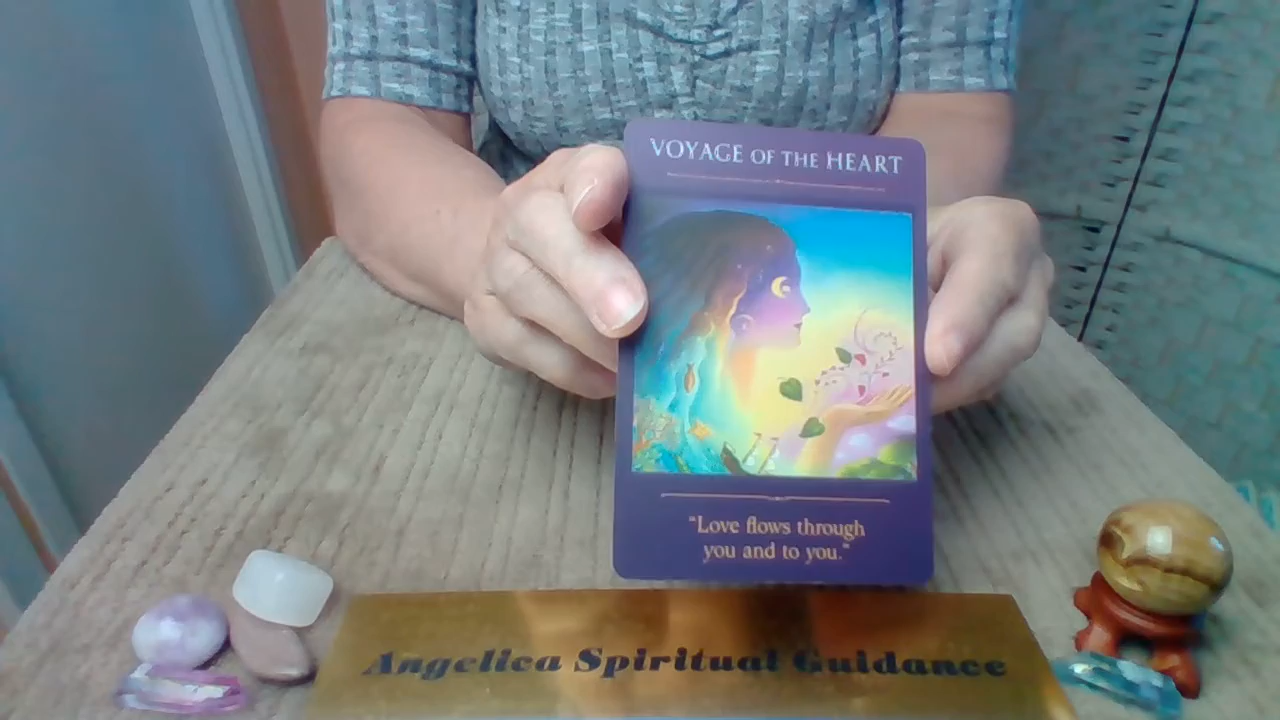 VOYAGE OF THE HEART
"Love flows through
you and to you."
Angelica Spiritual Guidance